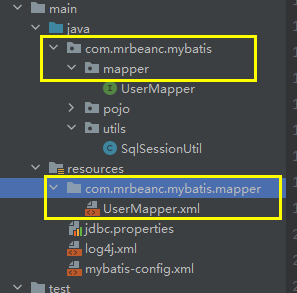 main
java
com.mrbeanc.mybatis
mapper
UserMapper
pojo
utils
SqlSessionUtil
resources
com.mrbeanc.mybatis.mapper
UserMapper.xml
jdbc.properties
log4j.xml
mybatis-config.xml
test